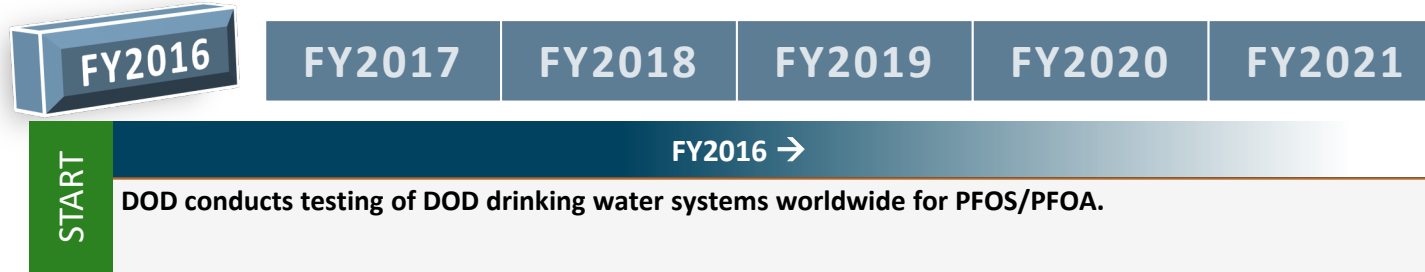 FY2016 FY2017 FY2018 FY2019 FY2020 FY2021
START
FY2016 →
DOD conducts testing of DOD drinking water systems worldwide for PFOS/PFOA.